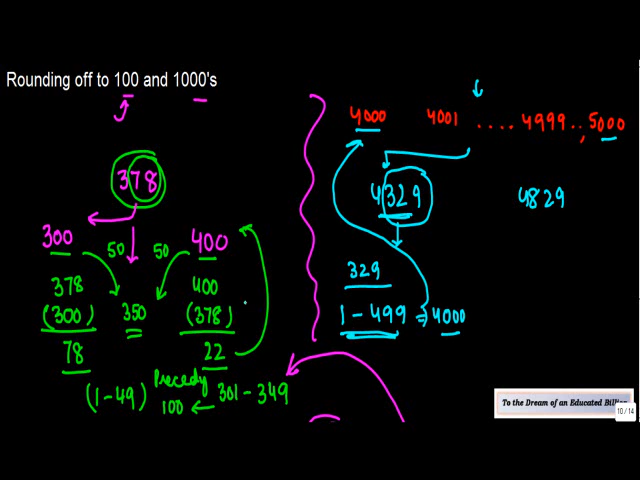 Rounding off to 100 and 1000's
378
300 50 50 400
378 350 400
(300) (378)
78 22
(1-49) Precedy 301-349
100 ←
4000 4001 .... 4999 .., 5000
4329 4829
329
1-499 ⇒ 4000
To the Dream of an Educated Billion
10 / 14